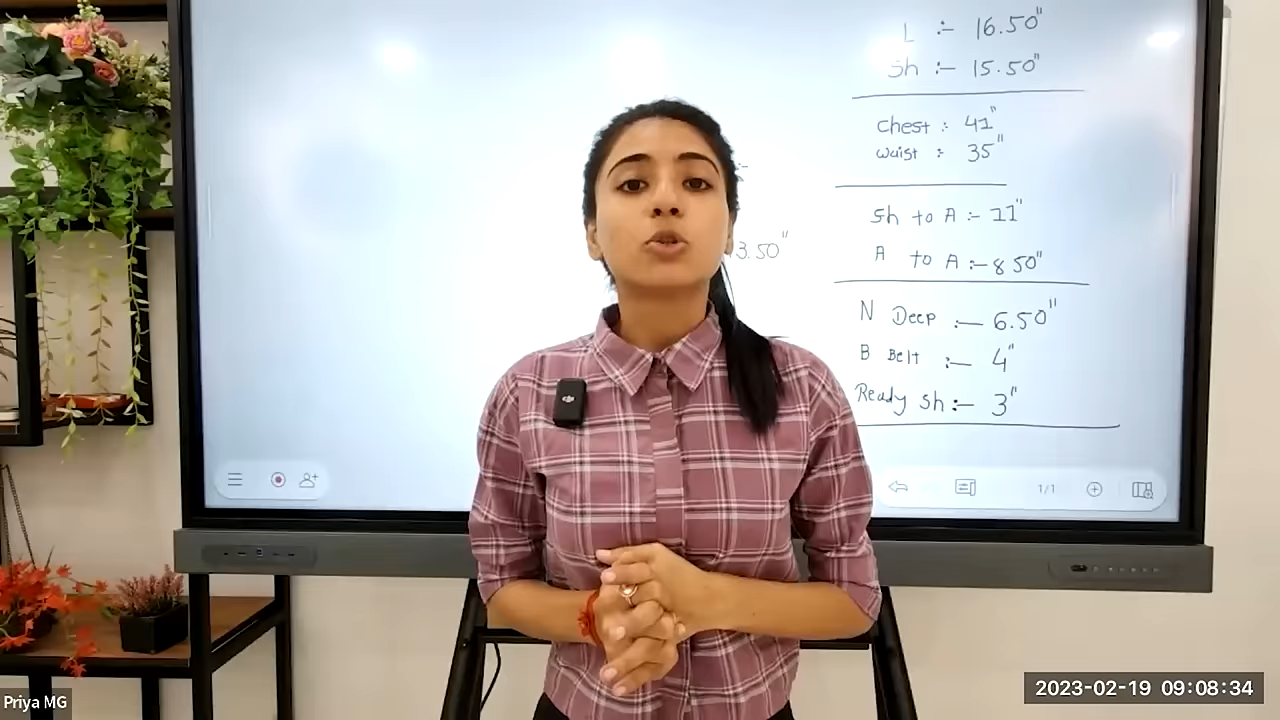 L :- 16.50"
Sh :- 15.50"
Chest :- 41"
Waist :- 35"
:-
3.50"
Sh to A :- 11"
A to A :- 8 50"
N Deep :- 6.50"
B Belt :- 4"
Ready Sh :- 3"
1/1
Priya MG
2023-02-19 09:08:34